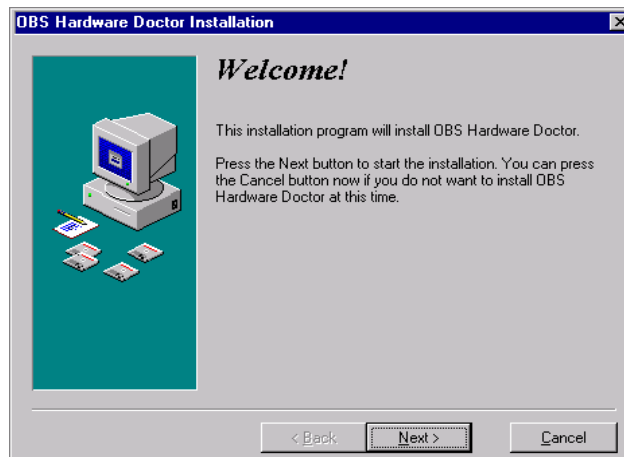 OBS Hardware Doctor Installation
Welcome!
This installation program will install OBS Hardware Doctor.
Press the Next button to start the installation. You can press
the Cancel button now if you do not want to install OBS
Hardware Doctor at this time.
< Back
Next >
Cancel